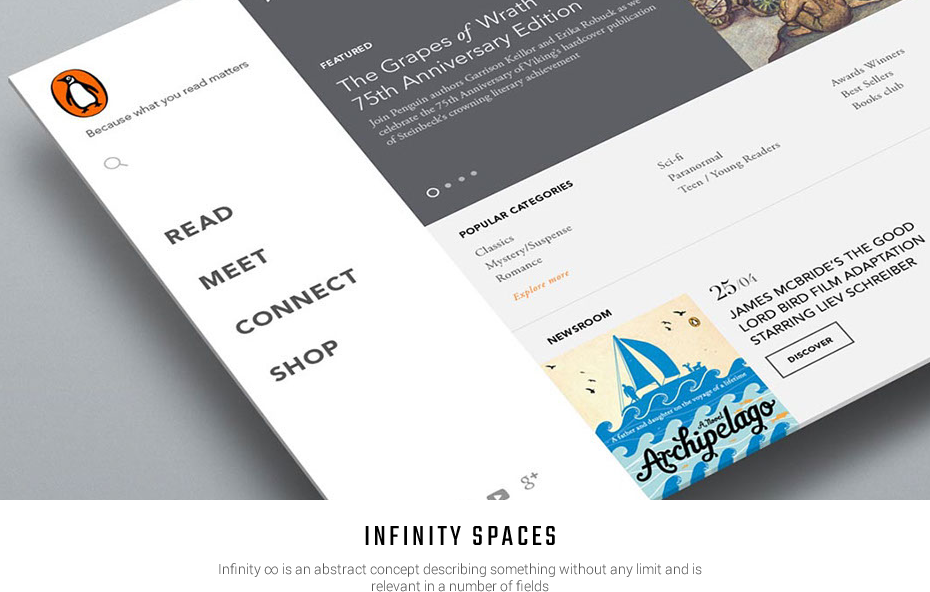 Because what you read matters
READ
MEET
CONNECT
SHOP
g+
FEATURED
The Grapes of Wrath
75th Anniversary Edition
Join Penguin authors Garrison Keillor and Erika Robuck as we
celebrate the 75th Anniversary of Viking's hardcover publication
of Steinbeck's crowning literary achievement
POPULAR CATEGORIES
Classics
Mystery/Suspense
Romance
Explore more
Sci-fi
Paranormal
Teen / Young Readers
Awards Winners
Best Sellers
Books club
NEWSROOM
A father and daughter on the voyage of a lifetime
A Novel
Archipelago
25/04
JAMES MCBRIDE'S THE GOOD
LORD BIRD FILM ADAPTATION
STARRING LIEV SCHREIBER
DISCOVER
INFINITY SPACES
Infinity ∞ is an abstract concept describing something without any limit and is
relevant in a number of fields